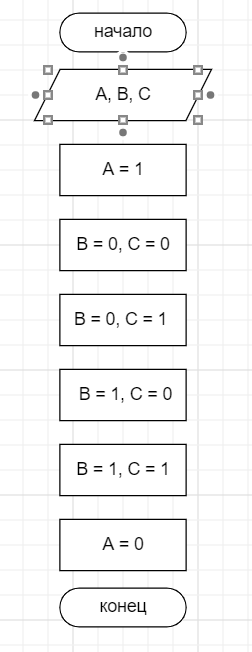 начало
A, B, C
A = 1
B = 0, C = 0
B = 0, C = 1
B = 1, C = 0
B = 1, C = 1
A = 0
конец